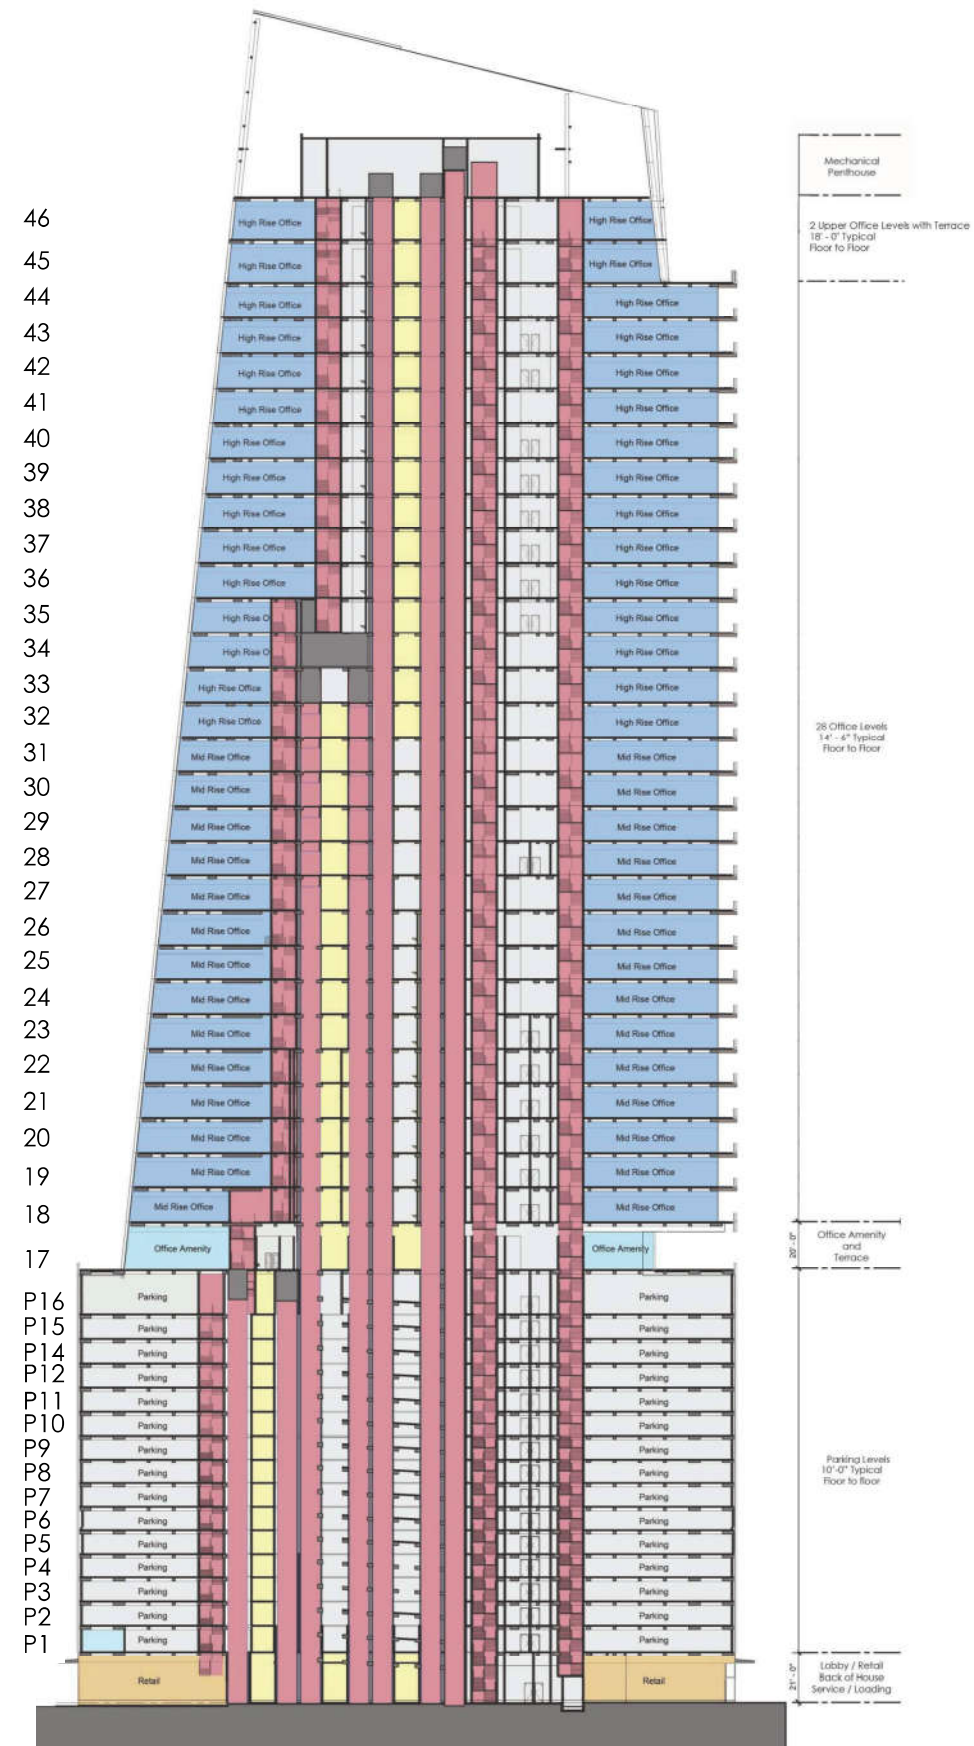 Mechanical
Penthouse
46 High Rise Office High Rise Office
2 Upper Office Levels with Terrace
18' - 0" Typical
Floor to Floor
45 High Rise Office High Rise Office
44 High Rise Office High Rise Office
43 High Rise Office High Rise Office
42 High Rise Office High Rise Office
41 High Rise Office High Rise Office
40 High Rise Office High Rise Office
39 High Rise Office High Rise Office
38 High Rise Office High Rise Office
37 High Rise Office High Rise Office
36 High Rise Office High Rise Office
35 High Rise O High Rise Office
34 High Rise O High Rise Office
33 High Rise Office High Rise Office
32 High Rise Office High Rise Office
28 Office Levels
14' - 6" Typical
Floor to Floor
31 Mid Rise Office Mid Rise Office
30 Mid Rise Office Mid Rise Office
29 Mid Rise Office Mid Rise Office
28 Mid Rise Office Mid Rise Office
27 Mid Rise Office Mid Rise Office
26 Mid Rise Office Mid Rise Office
25 Mid Rise Office Mid Rise Office
24 Mid Rise Office Mid Rise Office
23 Mid Rise Office Mid Rise Office
22 Mid Rise Office Mid Rise Office
21 Mid Rise Office Mid Rise Office
20 Mid Rise Office Mid Rise Office
19 Mid Rise Office Mid Rise Office
18 Mid Rise Office Mid Rise Office
17 Office Amenity Office Amenity
20' - 0"
Office Amenity
and
Terrace
P16 Parking Parking
P15 Parking Parking
P14 Parking Parking
P12 Parking Parking
P11 Parking Parking
P10 Parking Parking
P9 Parking Parking
P8 Parking Parking
Parking Levels
10'-0" Typical
Floor to floor
P7 Parking Parking
P6 Parking Parking
P5 Parking Parking
P4 Parking Parking
P3 Parking Parking
P2 Parking Parking
P1 Parking Parking
Retail Retail
21' - 0"
Lobby / Retail
Back of House
Service / Loading